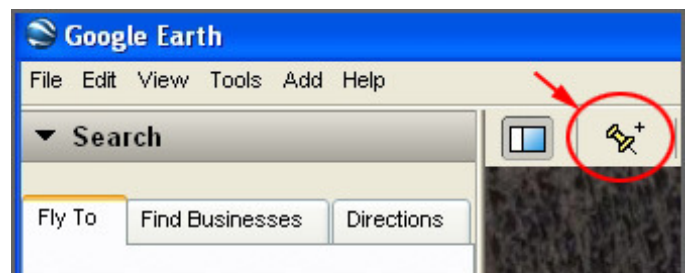 Google Earth
File Edit View Tools Add Help
Search
Fly To Find Businesses Directions